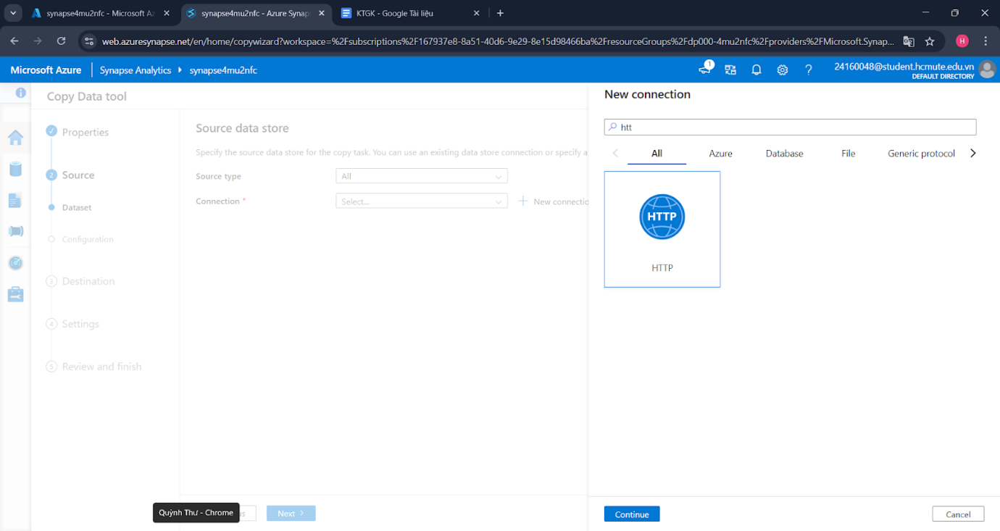 synapse4mu2nfc - Microsoft Az
synapse4mu2nfc - Azure Synap
KTGK - Google Tài liệu
web.azuresynapse.net/en/home/copywizard?workspace=%2Fsubscriptions%2F167937e8-8a51-40d6-9e29-8e15d98466ba%2FresourceGroups%2Fdp000-4mu2nfc%2Fproviders%2FMicrosoft.Synap...
H
Microsoft Azure
Synapse Analytics
synapse4mu2nfc
1
24160048@student.hcmute.edu.vn
DEFAULT DIRECTORY
Copy Data tool
Properties
2 Source
Dataset
Configuration
3 Destination
4 Settings
5 Review and finish
Source data store
Specify the source data store for the copy task. You can use an existing data store connection or specify a
Source type
All
Connection *
Select...
New connectio
Quỳnh Thư - Chrome
Next
New connection
htt
All
Azure
Database
File
Generic protocol
HTTP
HTTP
Continue
Cancel